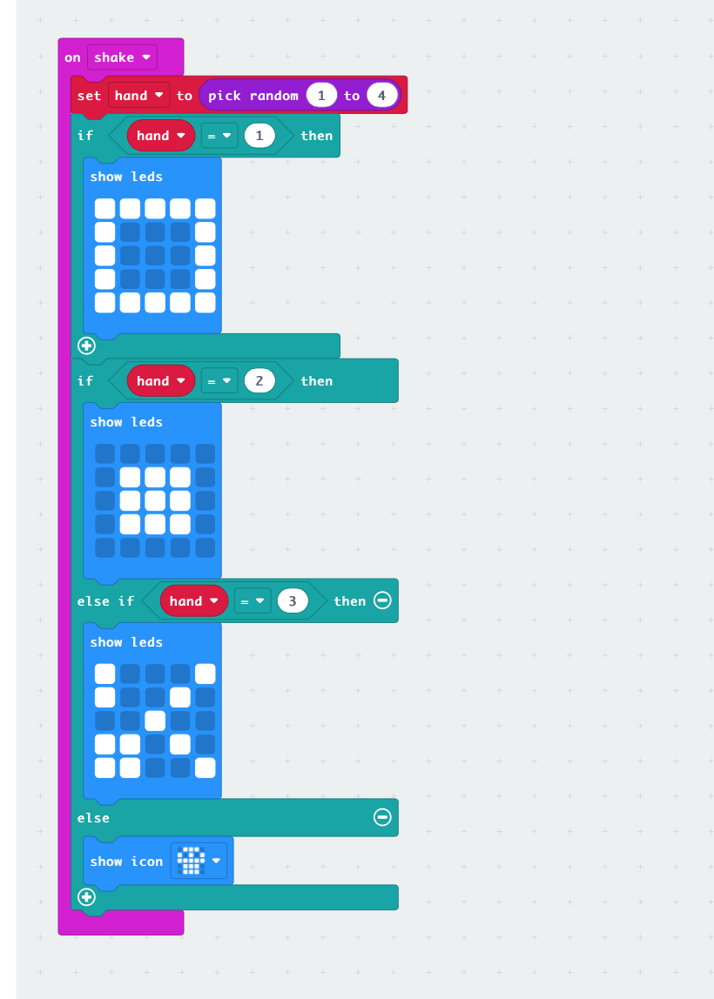 on shake
set hand to pick random 1 to 4
if hand = 1 then
show leds
if hand = 2 then
show leds
else if hand = 3 then
show leds
else
show icon